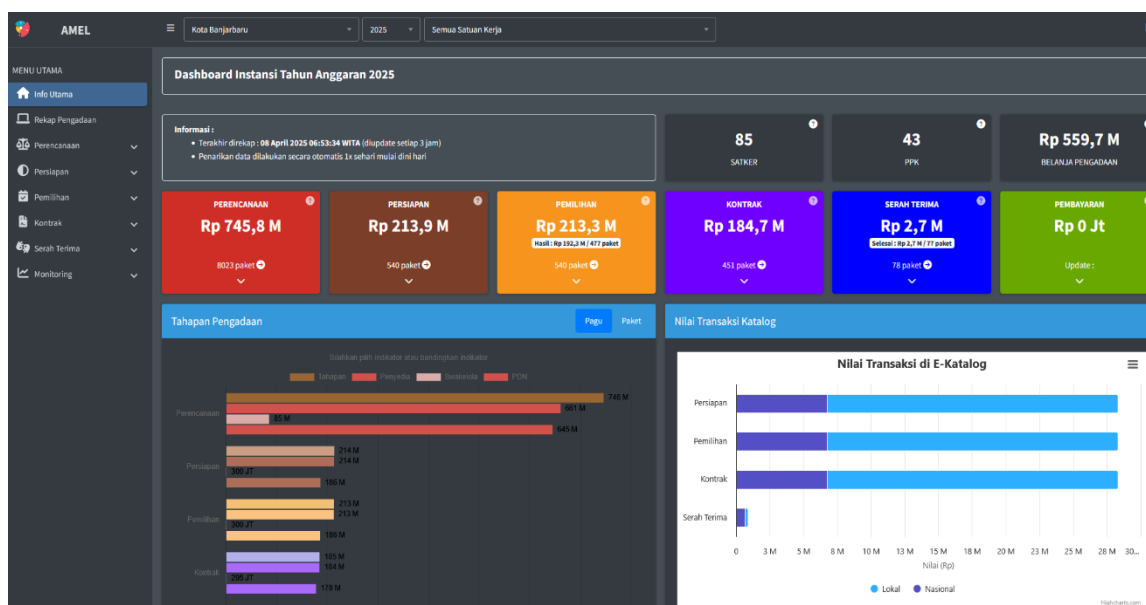 AMEL
Kota Banjarbaru
2025
Semua Satuan Kerja
MENU UTAMA
Info Utama
Rekap Pengadaan
Perencanaan
Persiapan
Pemilihan
Kontrak
Serah Terima
Monitoring
Dashboard Instansi Tahun Anggaran 2025
Informasi :
Terakhir direkap : 08 April 2025 06:53:34 WITA (diupdate setiap 3 jam)
Penarikan data dilakukan secara otomatis 1x sehari mulai dini hari
85
SATKER
43
PPK
Rp 559,7 M
BELANJA PENGADAAN
PERENCANAAN
Rp 745,8 M
8023 paket
PERSIAPAN
Rp 213,9 M
540 paket
PEMILIHAN
Rp 213,3 M
Hasil : Rp 192,3 M / 477 paket
540 paket
KONTRAK
Rp 184,7 M
451 paket
SERAH TERIMA
Rp 2,7 M
Selesai : Rp 2,7 M / 77 paket
78 paket
PEMBAYARAN
Rp 0 Jt
Update :
Tahapan Pengadaan
Pagu Paket
Silahkan pilih indikator atau bandingkan indikator
Tahapan Penyedia Swakelola PDN
Perencanaan
746 M
661 M
85 M
645 M
Persiapan
214 M
214 M
300 JT
186 M
Pemilihan
213 M
213 M
300 JT
186 M
Kontrak
185 M
184 M
295 JT
178 M
Nilai Transaksi Katalog
Nilai Transaksi di E-Katalog
Persiapan
Pemilihan
Kontrak
Serah Terima
0 3 M 5 M 8 M 10 M 13 M 15 M 18 M 20 M 23 M 25 M 28 M 30...
Nilai (Rp)
Lokal Nasional
Highcharts.com